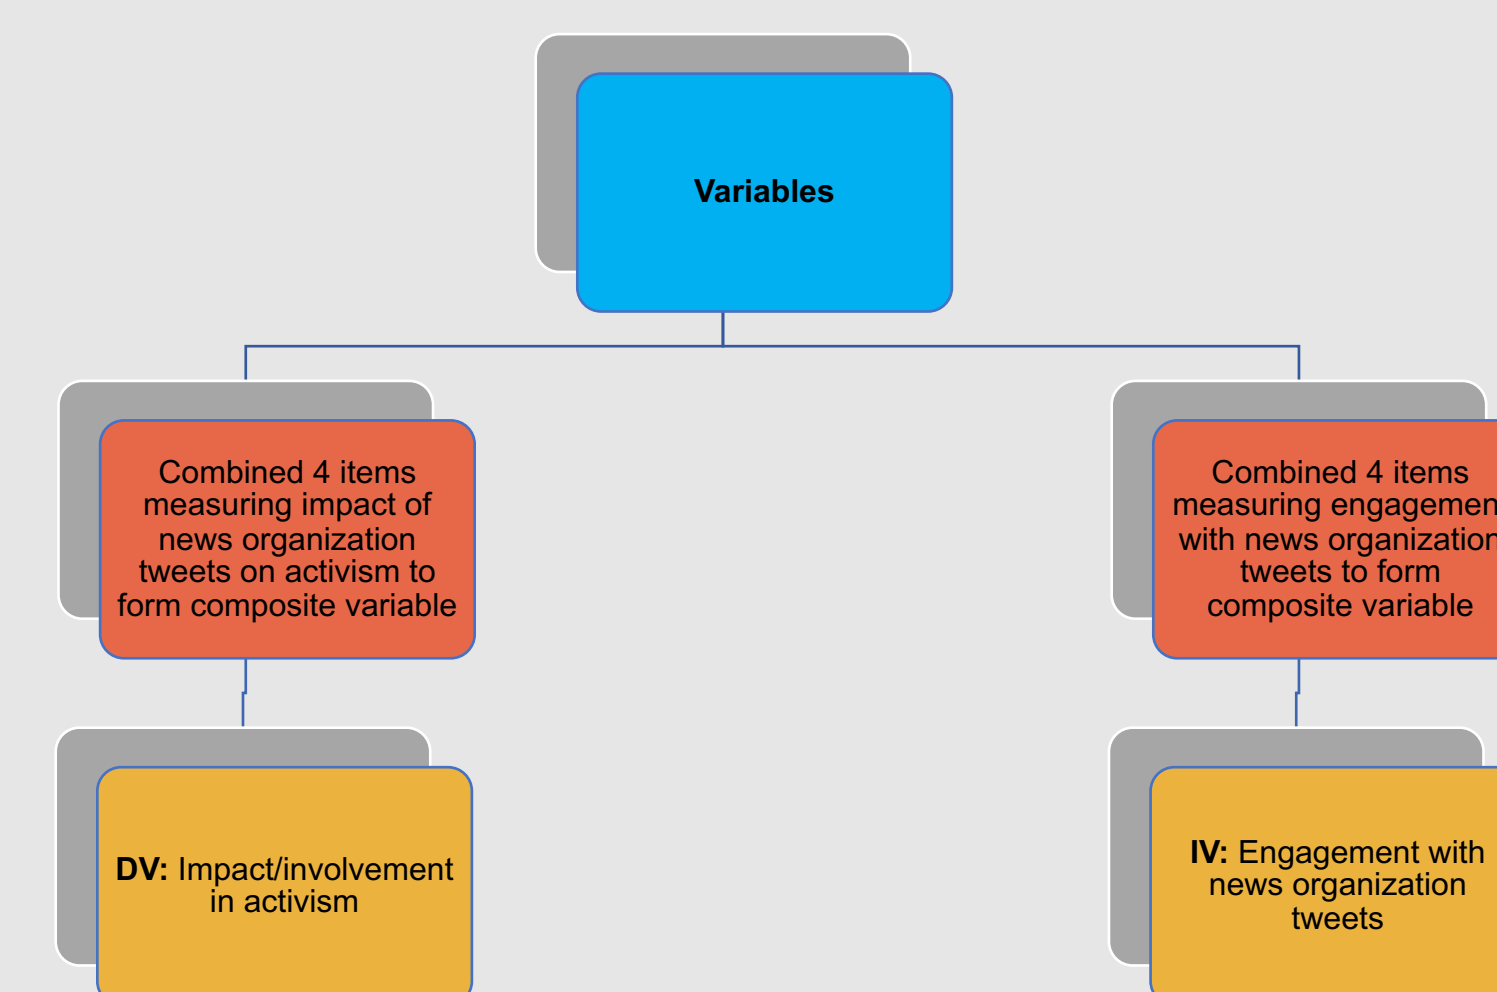 Variables
Combined 4 items
measuring impact of
news organization
tweets on activism to
form composite variable
Combined 4 items
measuring engagemen
with news organization
tweets to form
composite variable
DV: Impact/involvement
in activism
IV: Engagement with
news organization
tweets